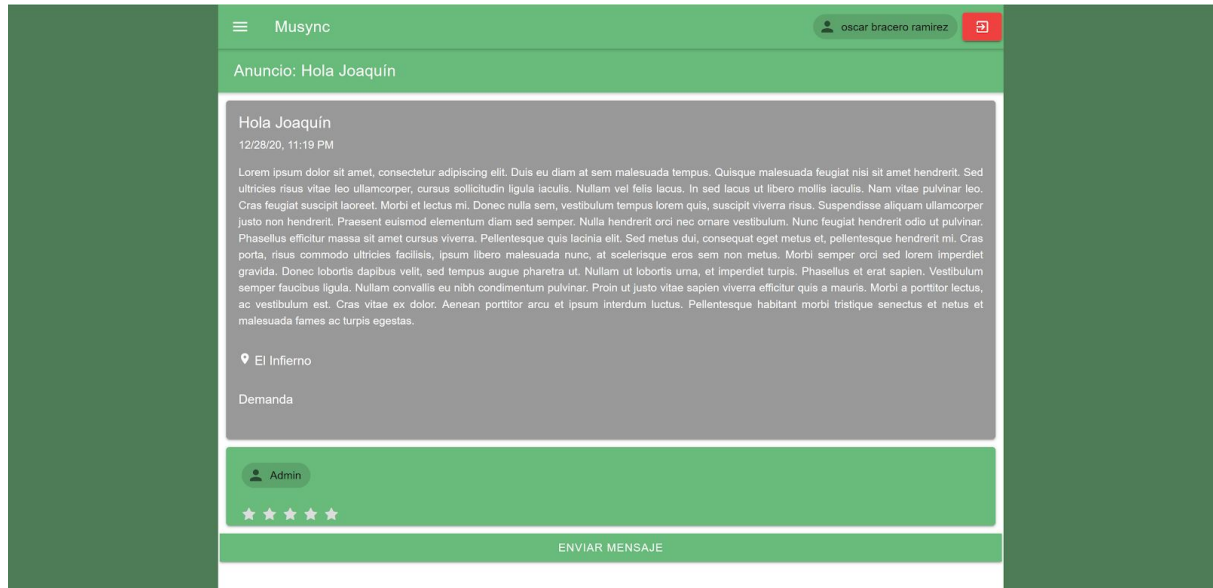 Musync
oscar bracero ramirez
Anuncio: Hola Joaquín
Hola Joaquín
12/28/20, 11:19 PM
Lorem ipsum dolor sit amet, consectetur adipiscing elit. Duis eu diam at sem malesuada tempus. Quisque malesuada feugiat nisi sit amet hendrerit. Sed
ultricies risus vitae leo ullamcorper, cursus sollicitudin ligula iaculis. Nullam vel felis lacus. In sed lacus ut libero mollis iaculis. Nam vitae pulvinar leo.
Cras feugiat suscipit laoreet. Morbi et lectus mi. Donec nulla sem, vestibulum tempus lorem quis, suscipit viverra risus. Suspendisse aliquam ullamcorper
justo non hendrerit. Praesent euismod elementum diam sed semper. Nulla hendrerit orci nec ornare vestibulum. Nunc feugiat hendrerit odio ut pulvinar.
Phasellus efficitur massa sit amet cursus viverra. Pellentesque quis lacinia elit. Sed metus dui, consequat eget metus et, pellentesque hendrerit mi. Cras
porta, risus commodo ultricies facilisis, ipsum libero malesuada nunc, at scelerisque eros sem non metus. Morbi semper orci sed lorem imperdiet
gravida. Donec lobortis dapibus velit, sed tempus augue pharetra ut. Nullam ut lobortis urna, et imperdiet turpis. Phasellus et erat sapien. Vestibulum
semper faucibus ligula. Nullam convallis eu nibh condimentum pulvinar. Proin ut justo vitae sapien viverra efficitur quis a mauris. Morbi a porttitor lectus,
ac vestibulum est. Cras vitae ex dolor. Aenean porttitor arcu et ipsum interdum luctus. Pellentesque habitant morbi tristique senectus et netus et
malesuada fames ac turpis egestas.
El Infierno
Demanda
Admin
ENVIAR MENSAJE